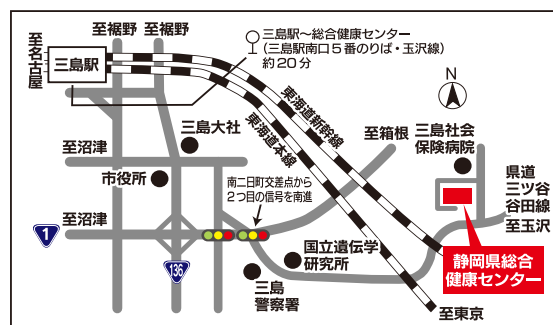 至裾野
至裾野
至名古屋
三島駅
三島駅～総合健康センター
(三島駅南口5番のりば・玉沢線)
約20分
N
東海道新幹線
東海道本線
三島大社
至箱根
三島社会
保険病院
至沼津
市役所
南二日町交差点から
2つ目の信号を南進
県道
三ツ谷
谷田線
至玉沢
至沼津
1
136
国立遺伝学
研究所
静岡県総合
健康センター
三島
警察署
至東京